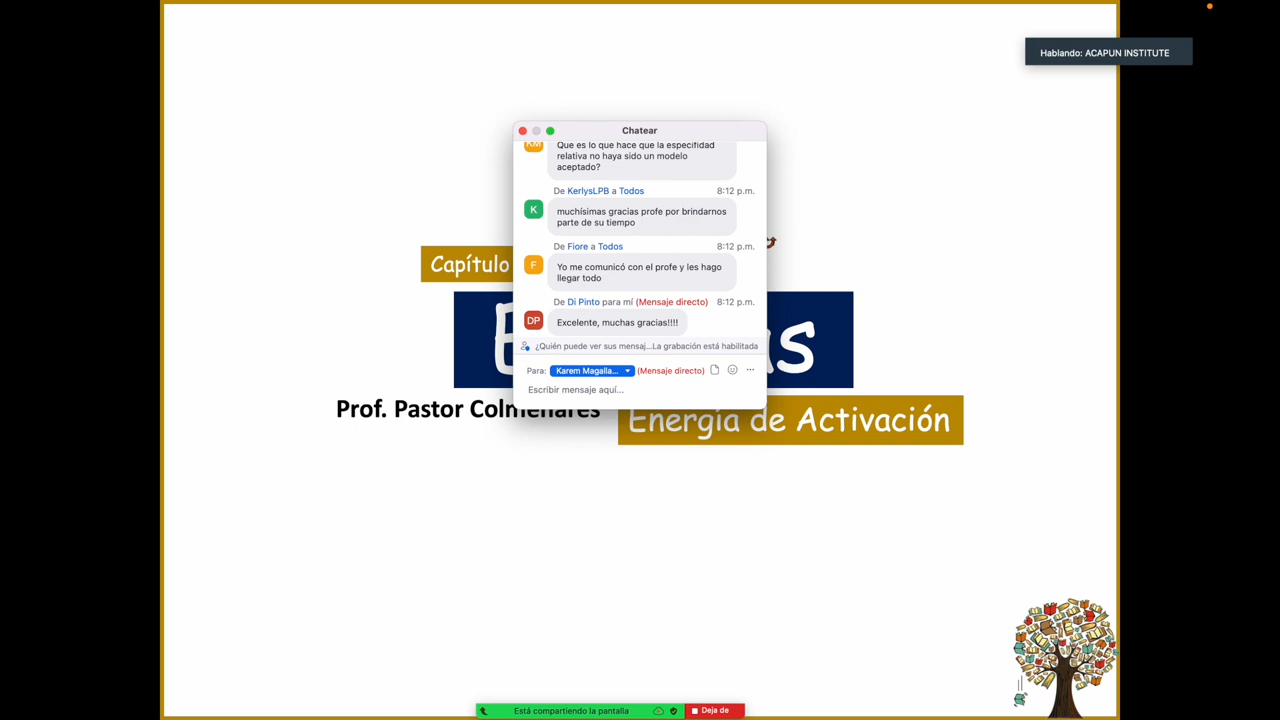 Hablando: ACAPUN INSTITUTE
Chatear
KM
Que es lo que hace que la especifidad
relativa no haya sido un modelo
aceptado?
De KerlysLPB a Todos 8:12 p.m.
K
muchísimas gracias profe por brindarnos
parte de su tiempo
De Fiore a Todos 8:12 p.m.
F
Yo me comunicó con el profe y les hago
llegar todo
De Di Pinto para mí (Mensaje directo) 8:12 p.m.
DP
Excelente, muchas gracias!!!!
¿Quién puede ver sus mensaj...La grabación está habilitada
Para: Karem Magalla... (Mensaje directo)
Escribir mensaje aquí...
Capítulo
Prof. Pastor Colmenares
Energía de Activación
Está compartiendo la pantalla
Deja de